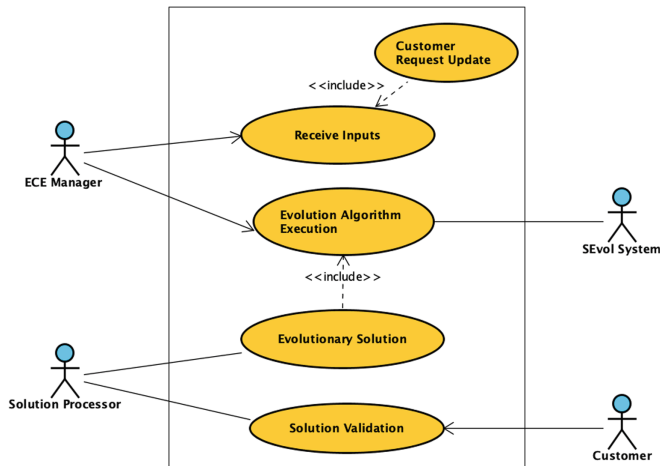 Customer
Request Update
<<include>>
Receive Inputs
ECE Manager
Evolution Algorithm
Execution
SEvol System
<<include>>
Evolutionary Solution
Solution Processor
Solution Validation
Customer